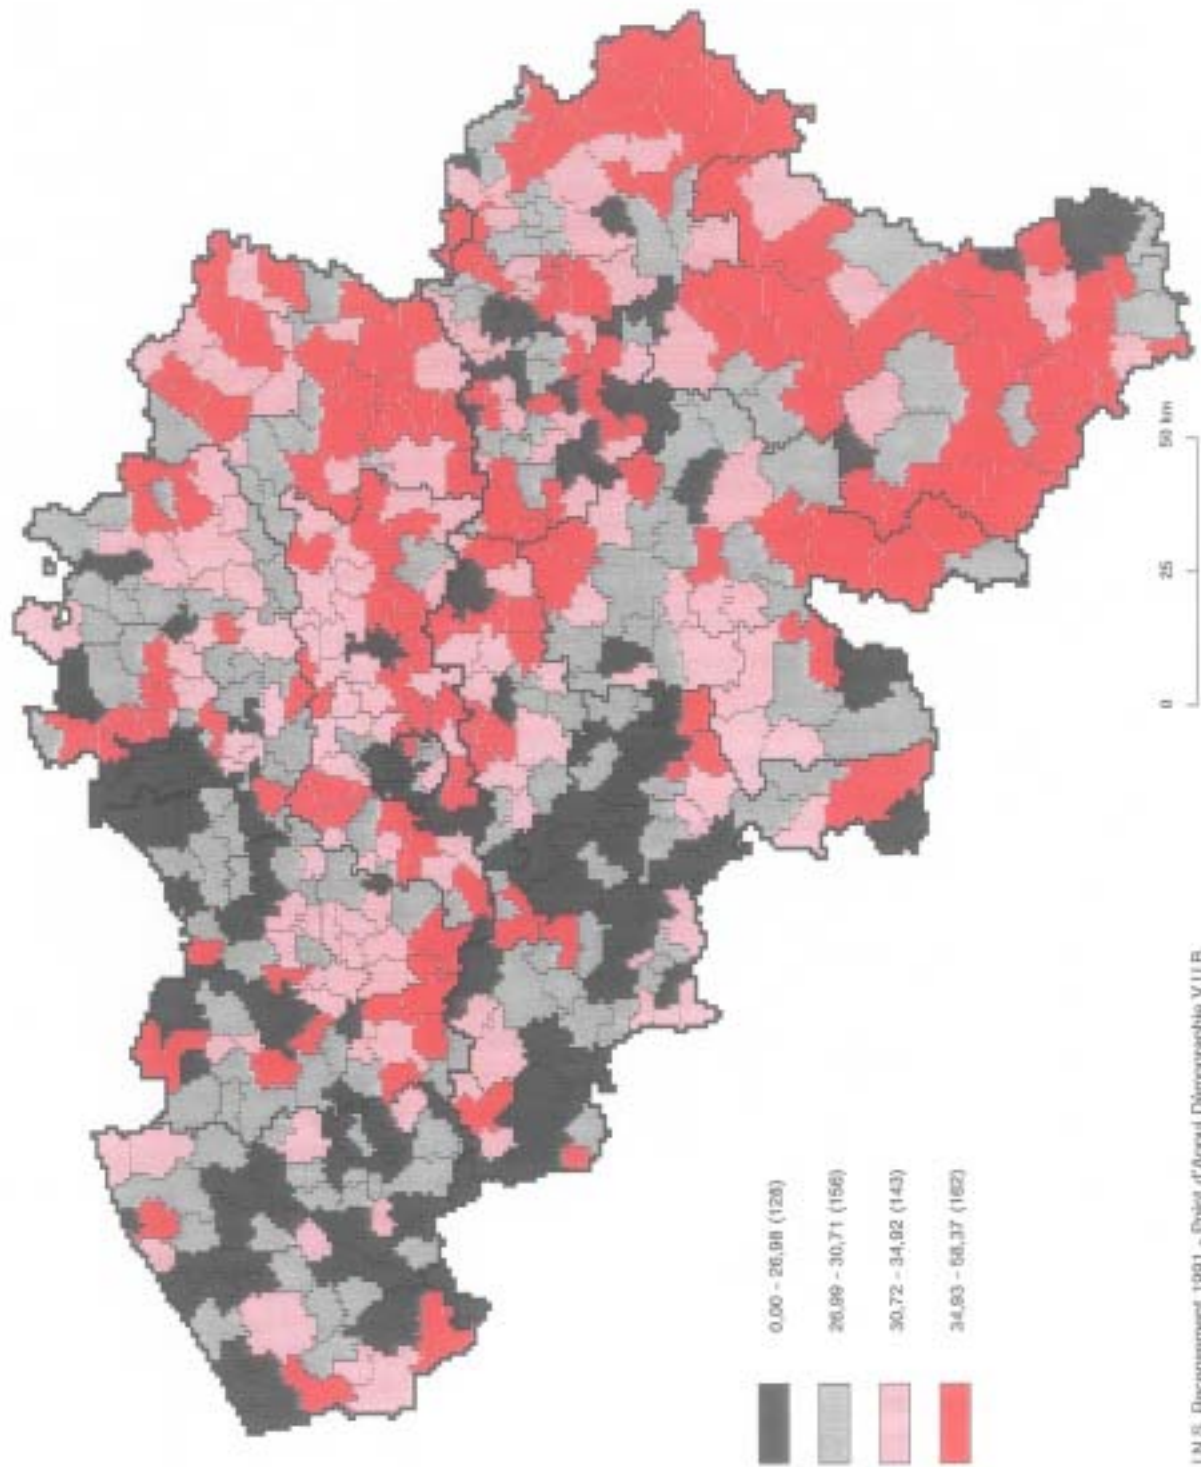 0,00 - 26,98 (128)
26,99 - 30,71 (156)
30,72 - 34,92 (143)
34,93 - 58,37 (162)
0 25 50 km
I.N.S. Recensement 1991 - Points d'Appui Démographie V.U.B.